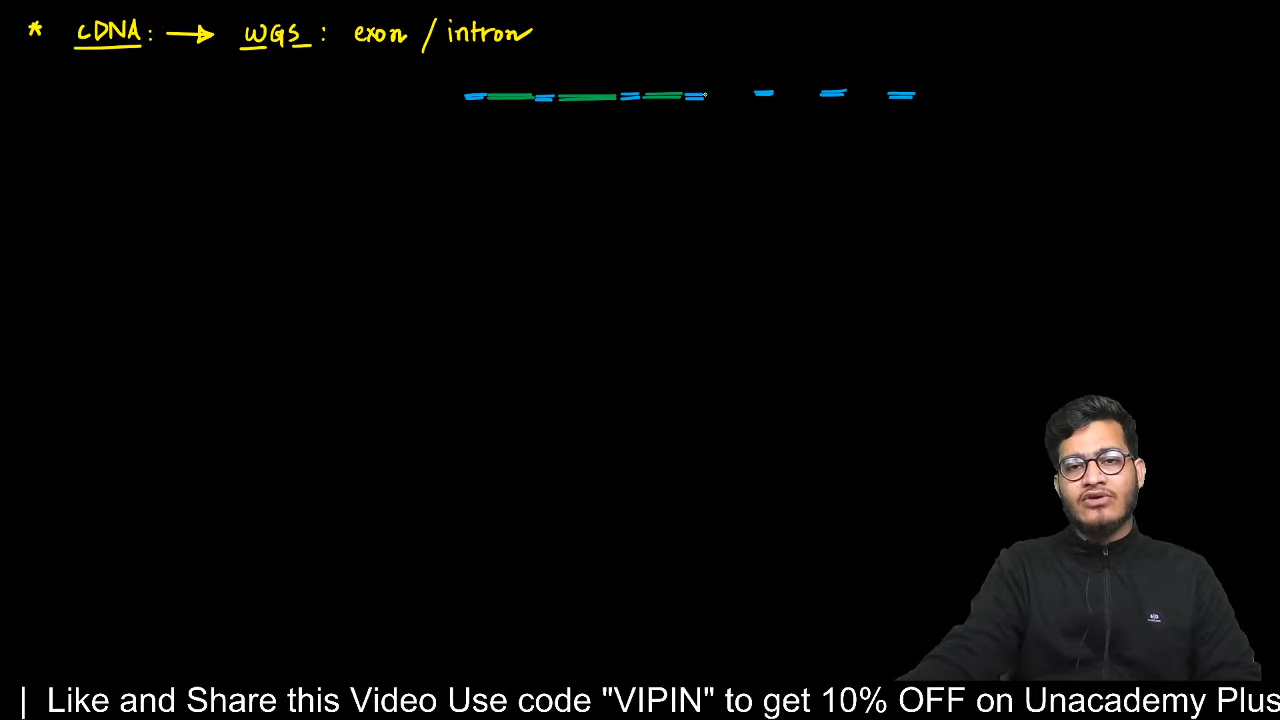 * cDNA: → WGS: exon / intron
| Like and Share this Video Use code "VIPIN" to get 10% OFF on Unacademy Plus